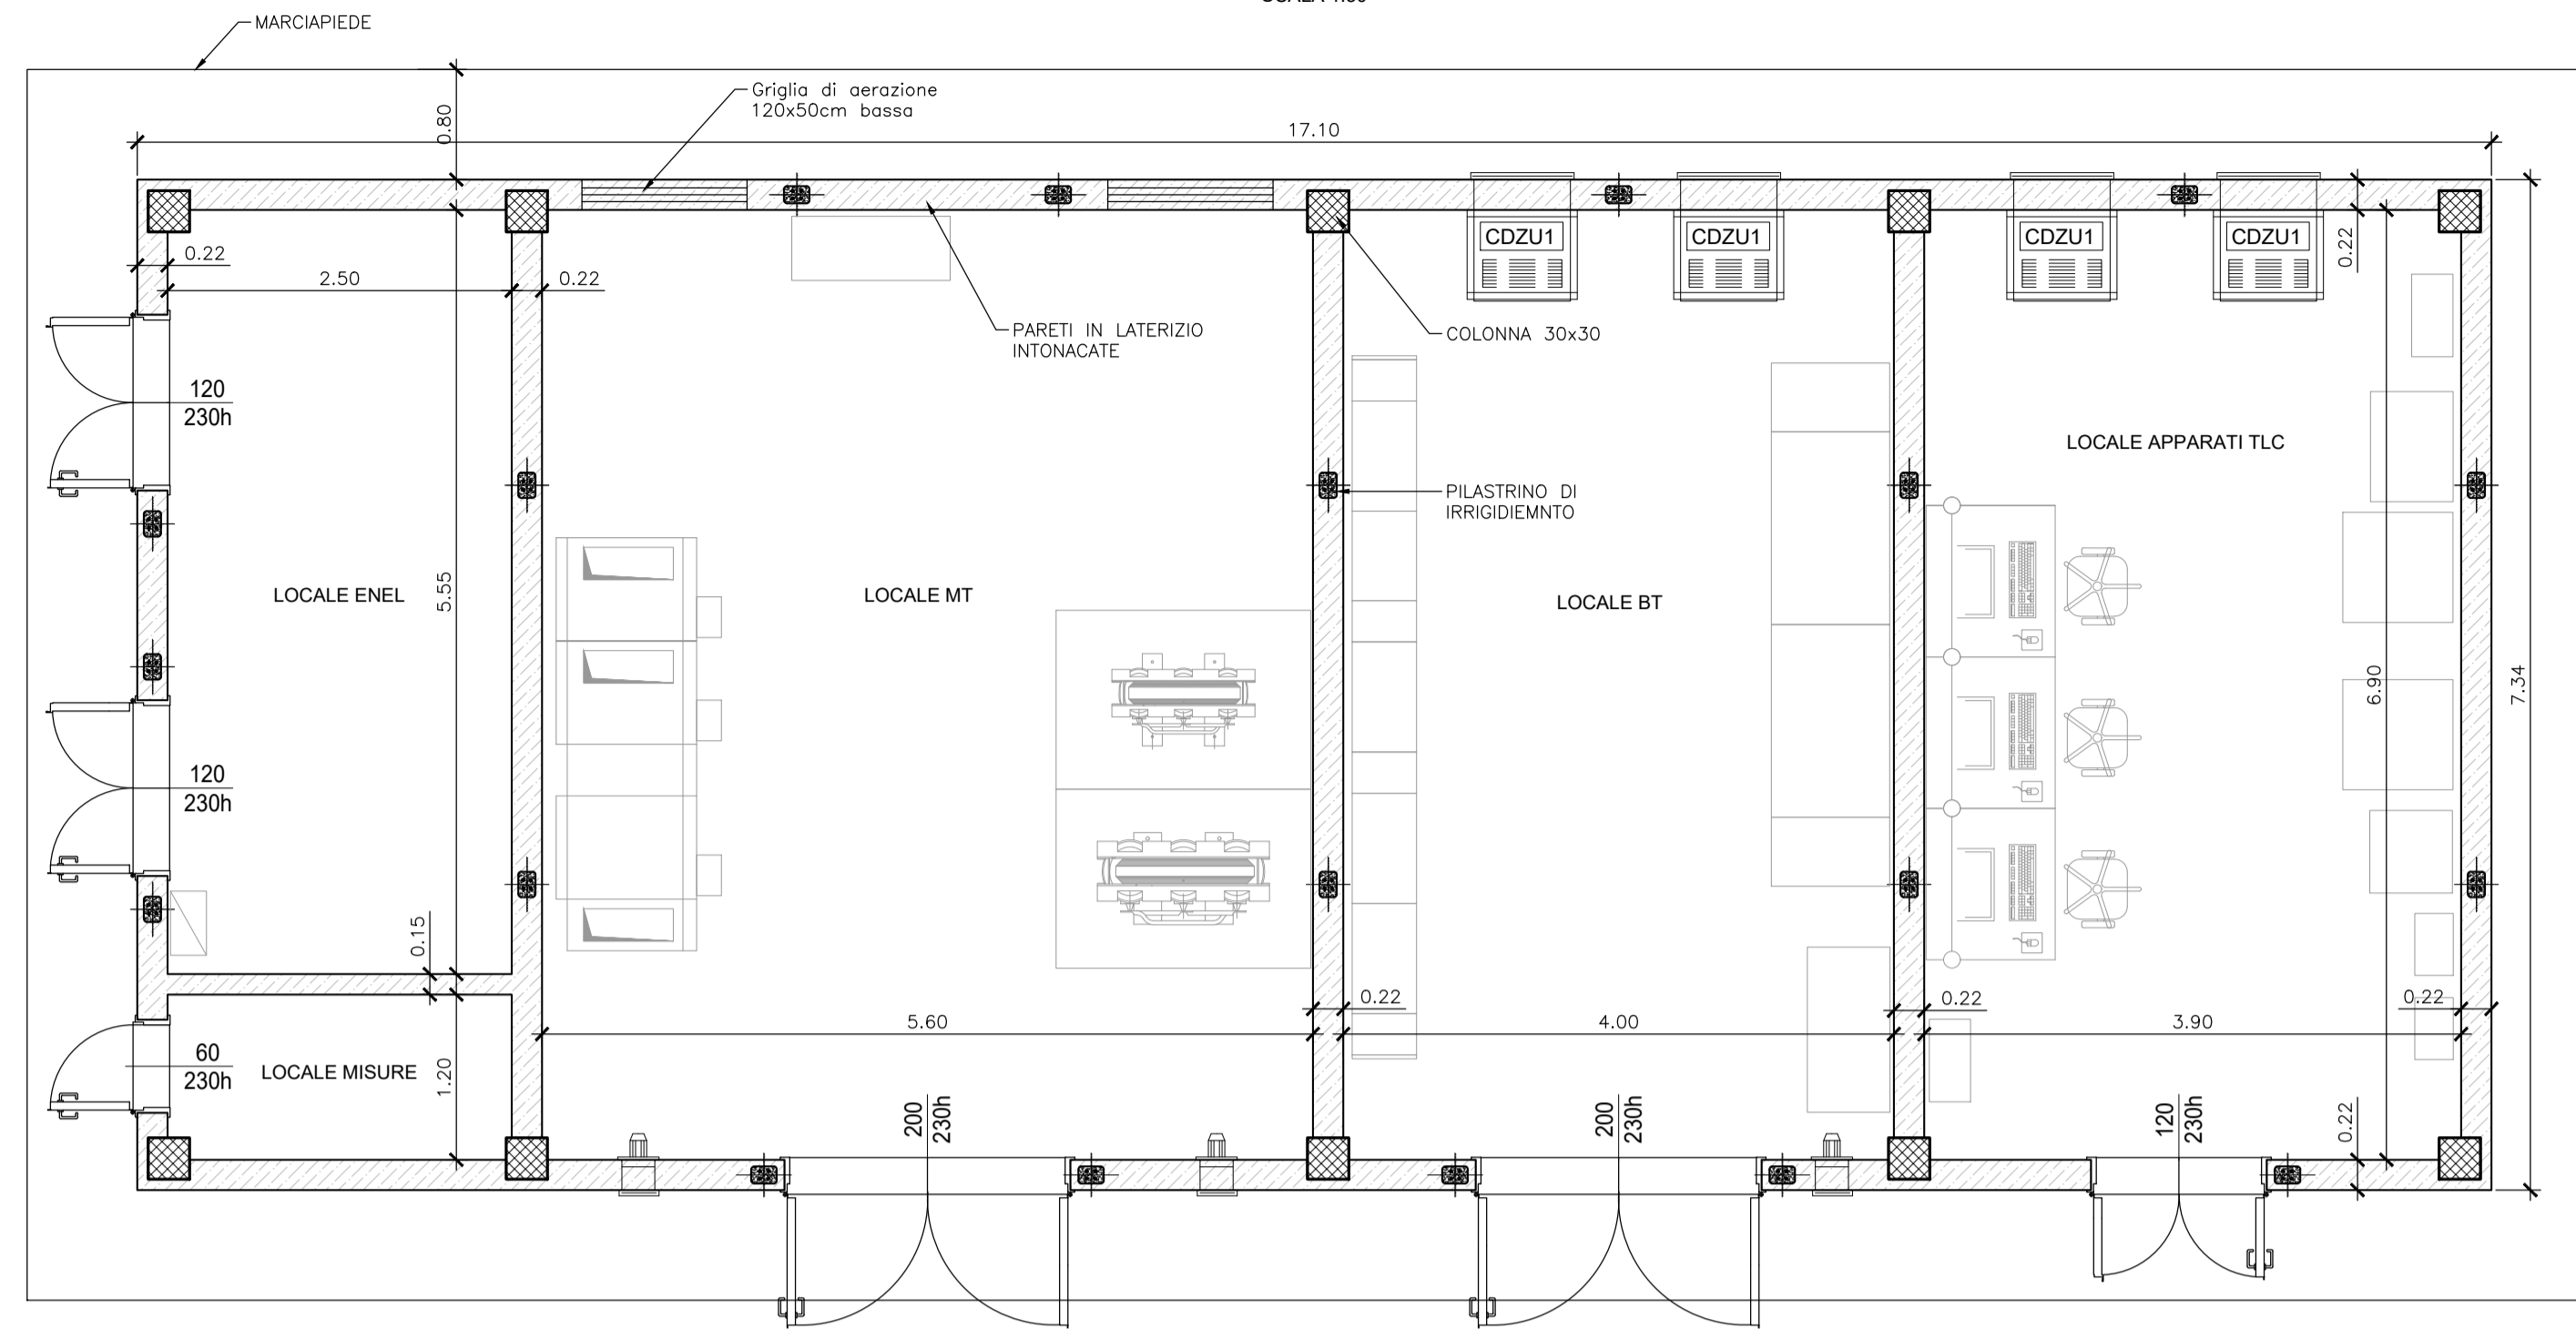 MARCIAPIEDE
Griglia di aerazione
120x50cm bassa
0.80
17.10
0.22
2.50
0.22
CDZU1
CDZU1
CDZU1
CDZU1
0.22
PARETI IN LATERIZIO
INTONACATE
COLONNA 30x30
120
230h
LOCALE APPARATI TLC
PILASTRINO DI
IRRIGIDIEMNTO
LOCALE ENEL
5.55
LOCALE MT
LOCALE BT
6.90
7.34
120
230h
0.15
0.22
0.22
0.22
5.60
4.00
3.90
60
230h
LOCALE MISURE
1.20
200
230h
200
230h
120
230h
0.22